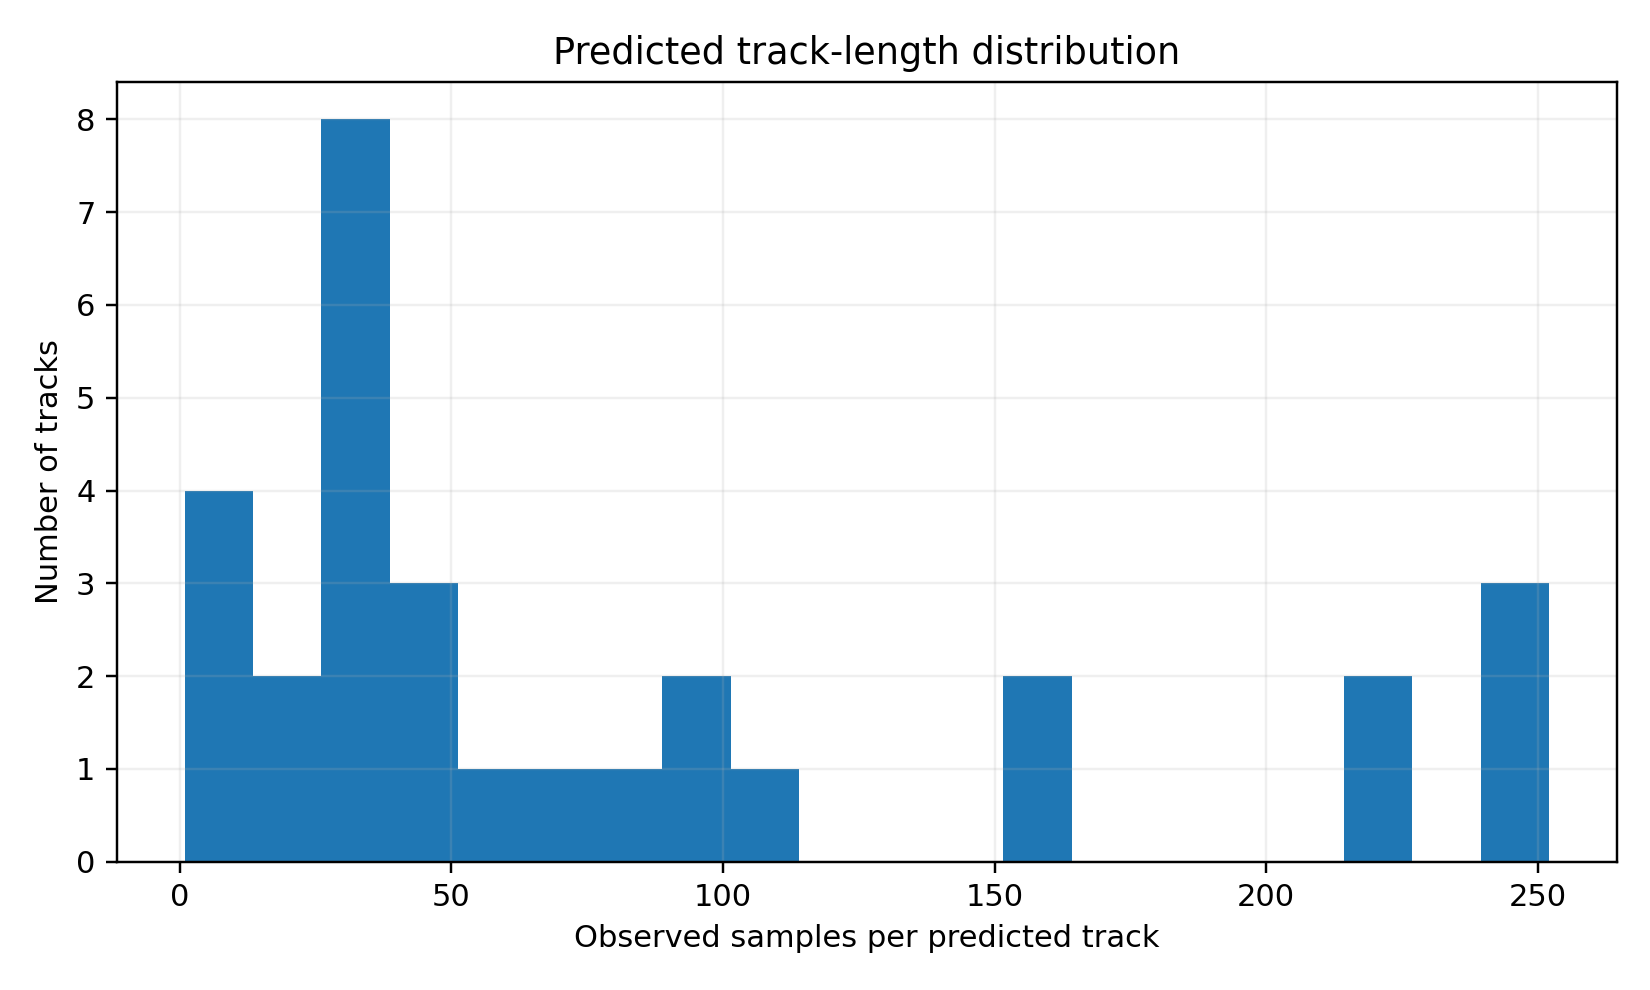 Predicted track-length distribution
Number of tracks
8
7
6
5
4
3
2
1
0
0 50 100 150 200 250
Observed samples per predicted track